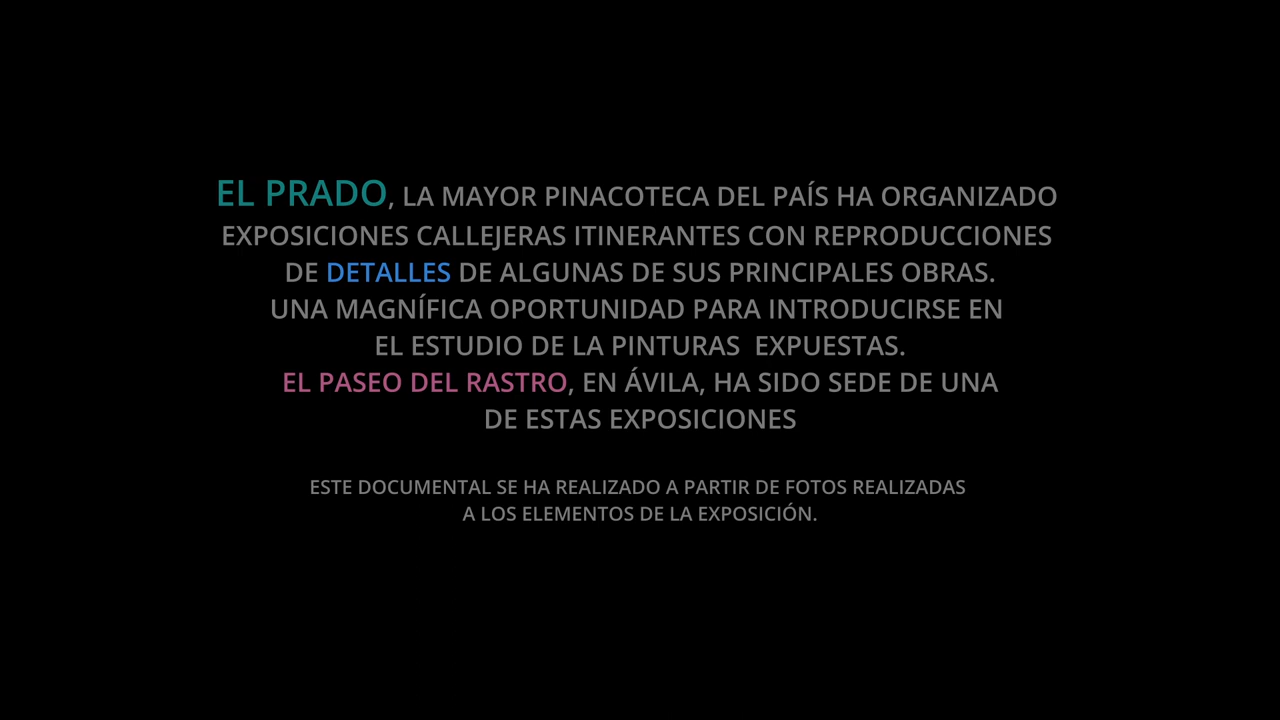 EL PRADO, LA MAYOR PINACOTECA DEL PAÍS HA ORGANIZADO
EXPOSICIONES CALLEJERAS ITINERANTES CON REPRODUCCIONES
DE DETALLES DE ALGUNAS DE SUS PRINCIPALES OBRAS.
UNA MAGNÍFICA OPORTUNIDAD PARA INTRODUCIRSE EN
EL ESTUDIO DE LA PINTURAS  EXPUESTAS.
EL PASEO DEL RASTRO, EN ÁVILA, HA SIDO SEDE DE UNA
DE ESTAS EXPOSICIONES
ESTE DOCUMENTAL SE HA REALIZADO A PARTIR DE FOTOS REALIZADAS
A LOS ELEMENTOS DE LA EXPOSICIÓN.